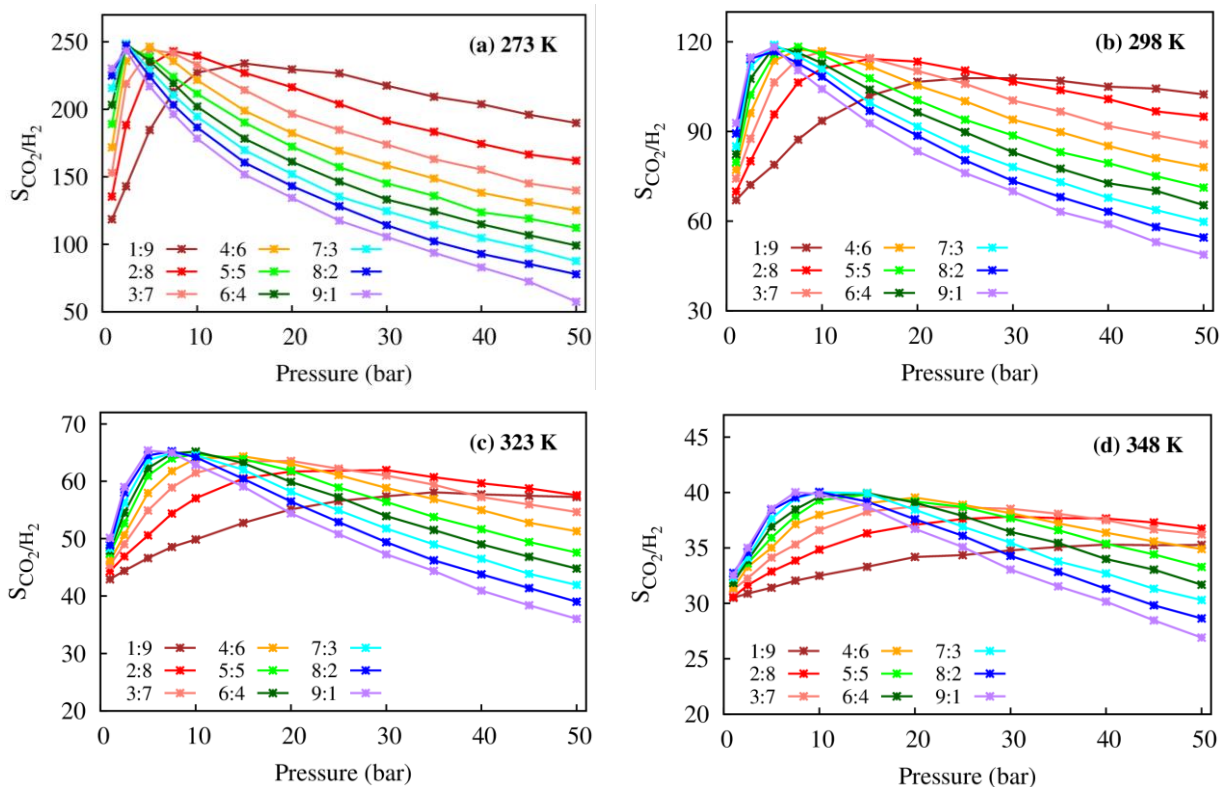 (a) 273 K
S_CO2/H2
250
200
150
100
50
1:9 4:6 7:3
2:8 5:5 8:2
3:7 6:4 9:1
0 10 20 30 40 50
Pressure (bar)
(b) 298 K
S_CO2/H2
120
90
60
30
1:9 4:6 7:3
2:8 5:5 8:2
3:7 6:4 9:1
0 10 20 30 40 50
Pressure (bar)
(c) 323 K
S_CO2/H2
70
60
50
40
30
20
1:9 4:6 7:3
2:8 5:5 8:2
3:7 6:4 9:1
0 10 20 30 40 50
Pressure (bar)
(d) 348 K
S_CO2/H2
45
40
35
30
25
20
1:9 4:6 7:3
2:8 5:5 8:2
3:7 6:4 9:1
0 10 20 30 40 50
Pressure (bar)